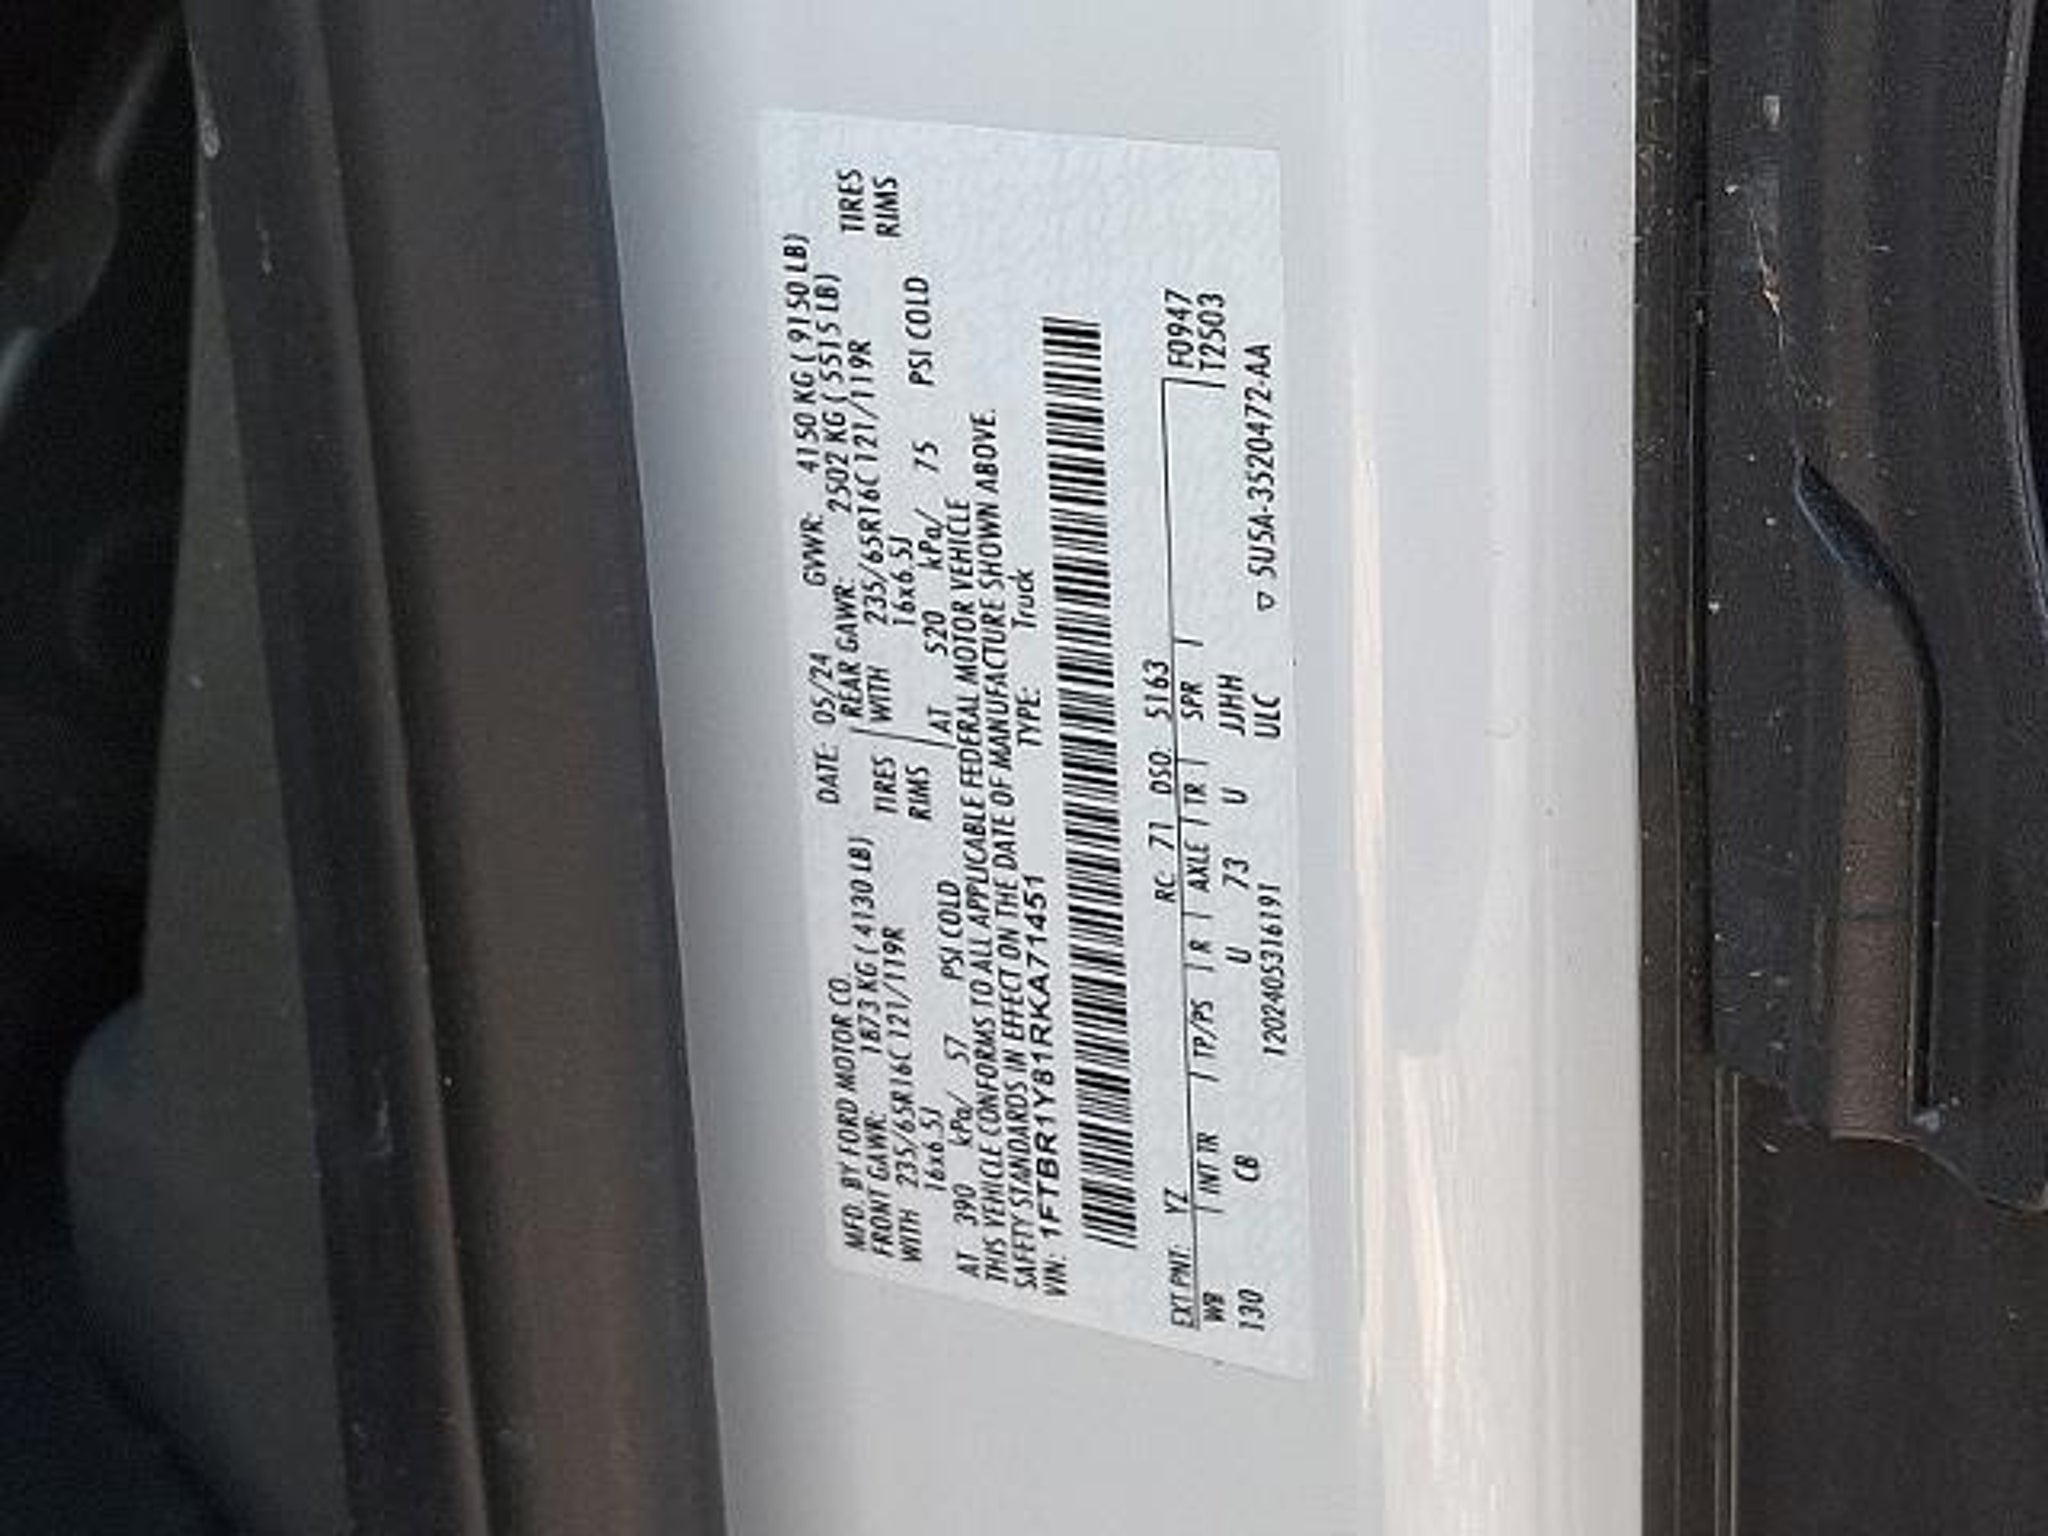 MFD. BY FORD MOTOR CO. DATE: 05/24 GVWR: 4150 KG ( 9150 LB)
FRONT GAWR: 1873 KG ( 4130 LB) REAR GAWR: 2502 KG ( 5515 LB)
WITH 235/65R16C 121/119R TIRES WITH 235/65R16C 121/119R TIRES
16x6.5J RIMS 16x6.5J RIMS
AT 390 kPa/ 57 PSI COLD AT 520 kPa/ 75 PSI COLD
THIS VEHICLE CONFORMS TO ALL APPLICABLE FEDERAL MOTOR VEHICLE
SAFETY STANDARDS IN EFFECT ON THE DATE OF MANUFACTURE SHOWN ABOVE.
VIN: 1FTBR1Y81RKA71451 TYPE: Truck
EXT PNT: YZ RC: 71 DSO: 5163 F0947
WB INT TR TP/PS R AXLE TR SPR T2503
130 CB U 73 U JJHH
1202405316191 ULC ▽ 5U5A-3520472-AA